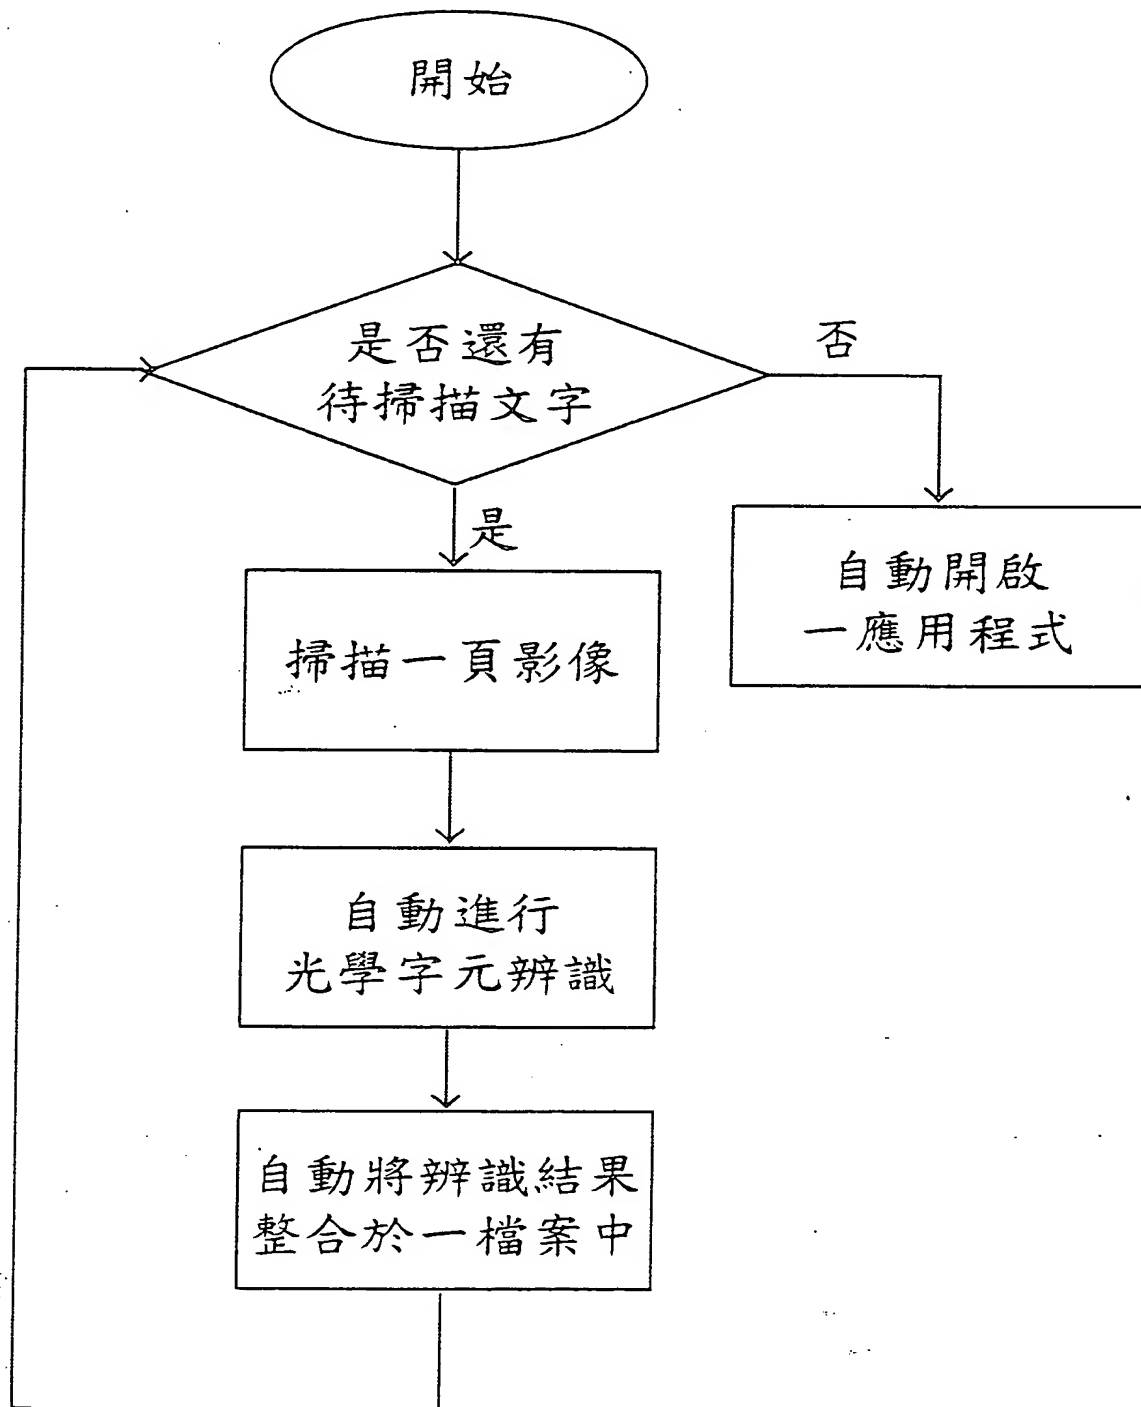 開始
是否還有
待掃描文字
否
是
自動開啟
一應用程式
掃描一頁影像
自動進行
光學字元辨識
自動將辨識結果
整合於一檔案中